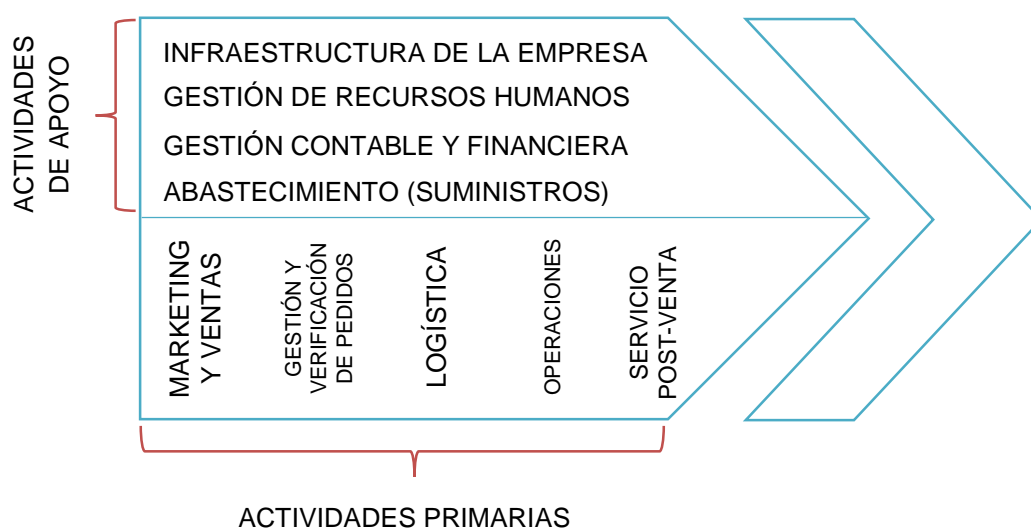 ACTIVIDADES
DE APOYO
INFRAESTRUCTURA DE LA EMPRESA
GESTIÓN DE RECURSOS HUMANOS
GESTIÓN CONTABLE Y FINANCIERA
ABASTECIMIENTO (SUMINISTROS)
MARKETING
Y VENTAS
GESTIÓN Y
VERIFICACIÓN
DE PEDIDOS
LOGÍSTICA
OPERACIONES
SERVICIO
POST-VENTA
ACTIVIDADES PRIMARIAS